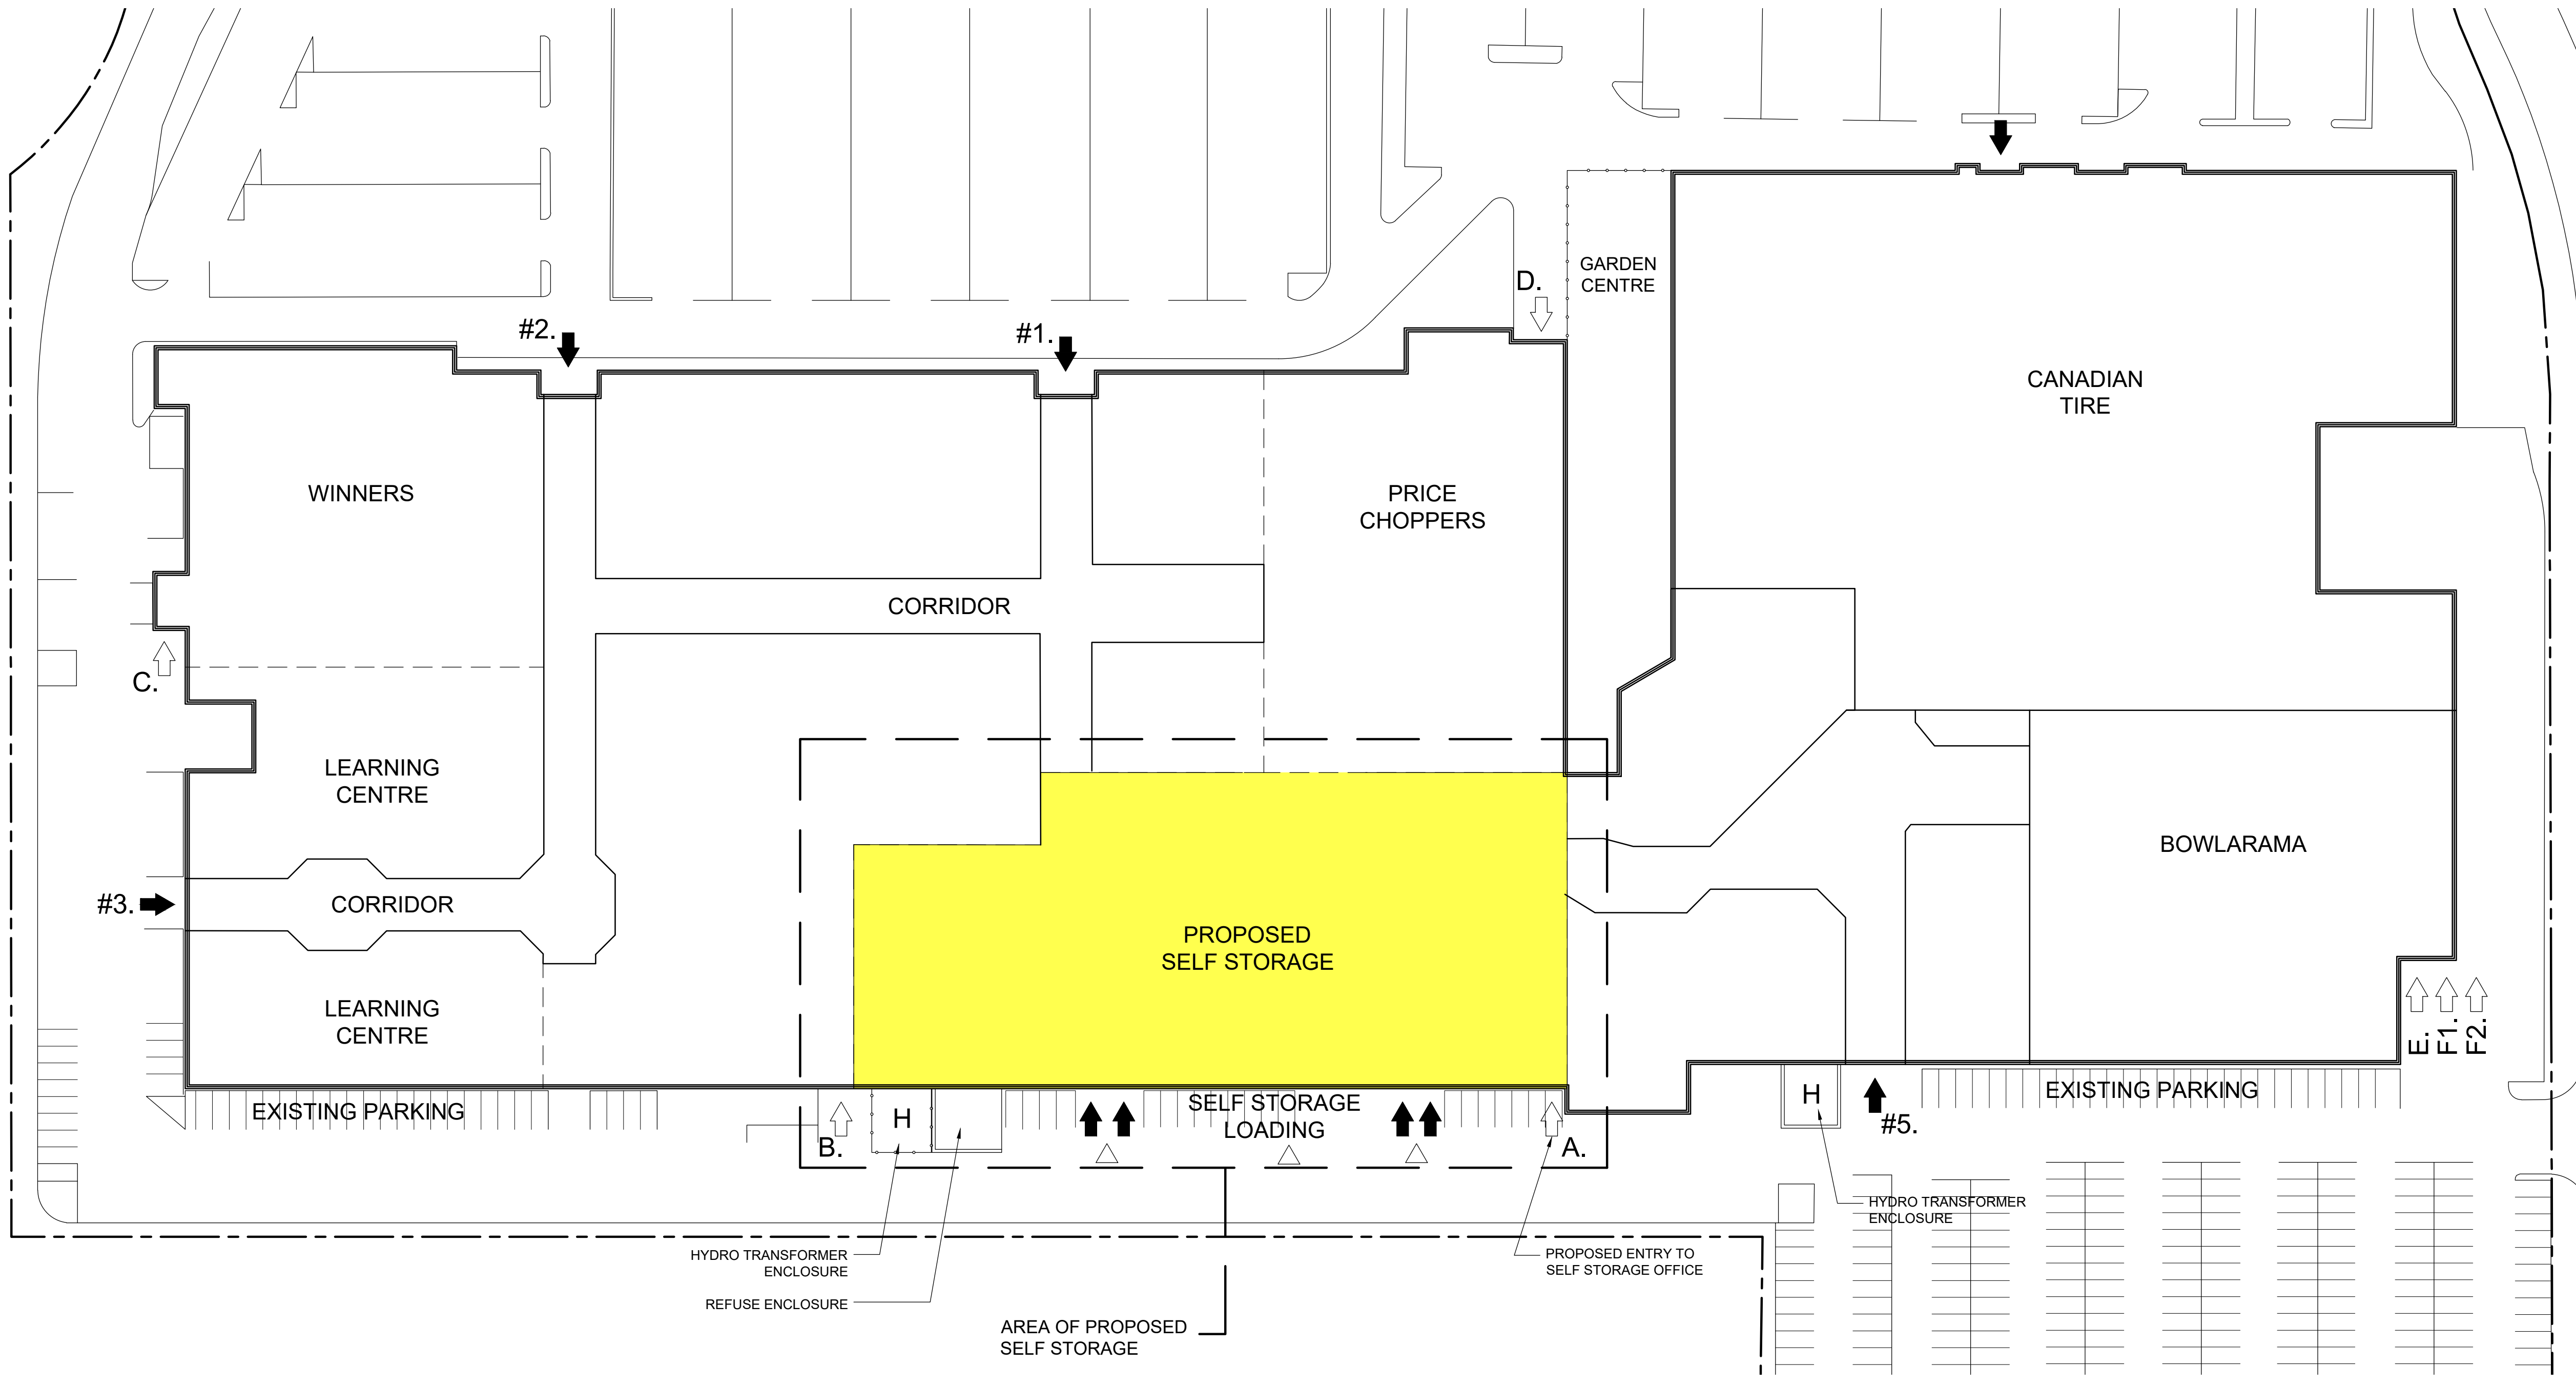 GARDEN
CENTRE
D.
#2.
#1.
CANADIAN
TIRE
WINNERS
PRICE
CHOPPERS
CORRIDOR
C.
LEARNING
CENTRE
BOWLARAMA
#3.
CORRIDOR
PROPOSED
SELF STORAGE
LEARNING
CENTRE
E.
F1.
F2.
EXISTING PARKING
B.
H
SELF STORAGE
LOADING
A.
H
#5.
EXISTING PARKING
HYDRO TRANSFORMER
ENCLOSURE
HYDRO TRANSFORMER
ENCLOSURE
PROPOSED ENTRY TO
SELF STORAGE OFFICE
REFUSE ENCLOSURE
AREA OF PROPOSED
SELF STORAGE